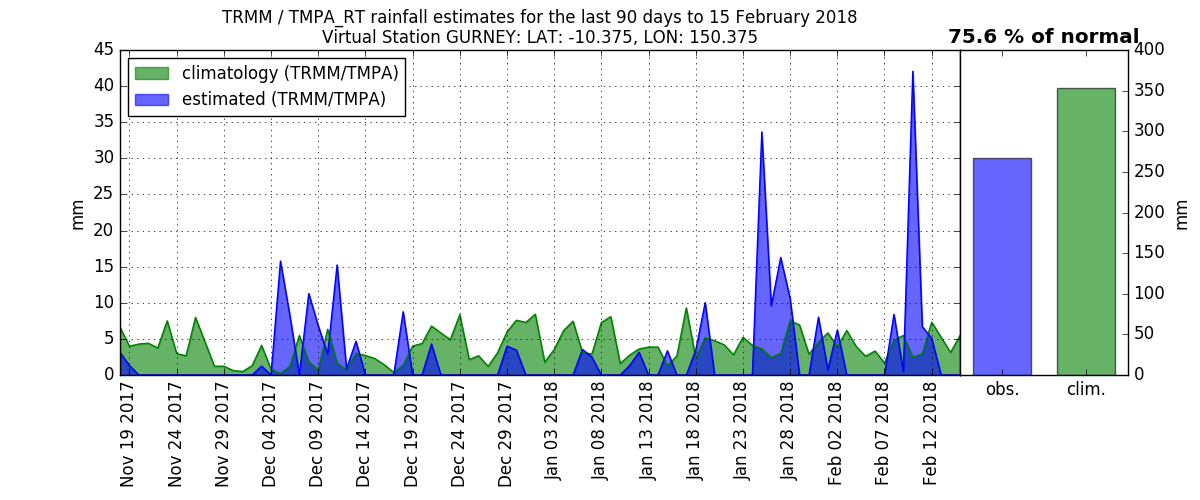 TRMM / TMPA_RT rainfall estimates for the last 90 days to 15 February 2018
Virtual Station GURNEY: LAT: -10.375, LON: 150.375
75.6 % of normal
climatology (TRMM/TMPA)
estimated (TRMM/TMPA)
mm
45
40
35
30
25
20
15
10
5
0
Nov 19 2017
Nov 24 2017
Nov 29 2017
Dec 04 2017
Dec 09 2017
Dec 14 2017
Dec 19 2017
Dec 24 2017
Dec 29 2017
Jan 03 2018
Jan 08 2018
Jan 13 2018
Jan 18 2018
Jan 23 2018
Jan 28 2018
Feb 02 2018
Feb 07 2018
Feb 12 2018
obs.
clim.
400
350
300
250
200
150
100
50
0
mm